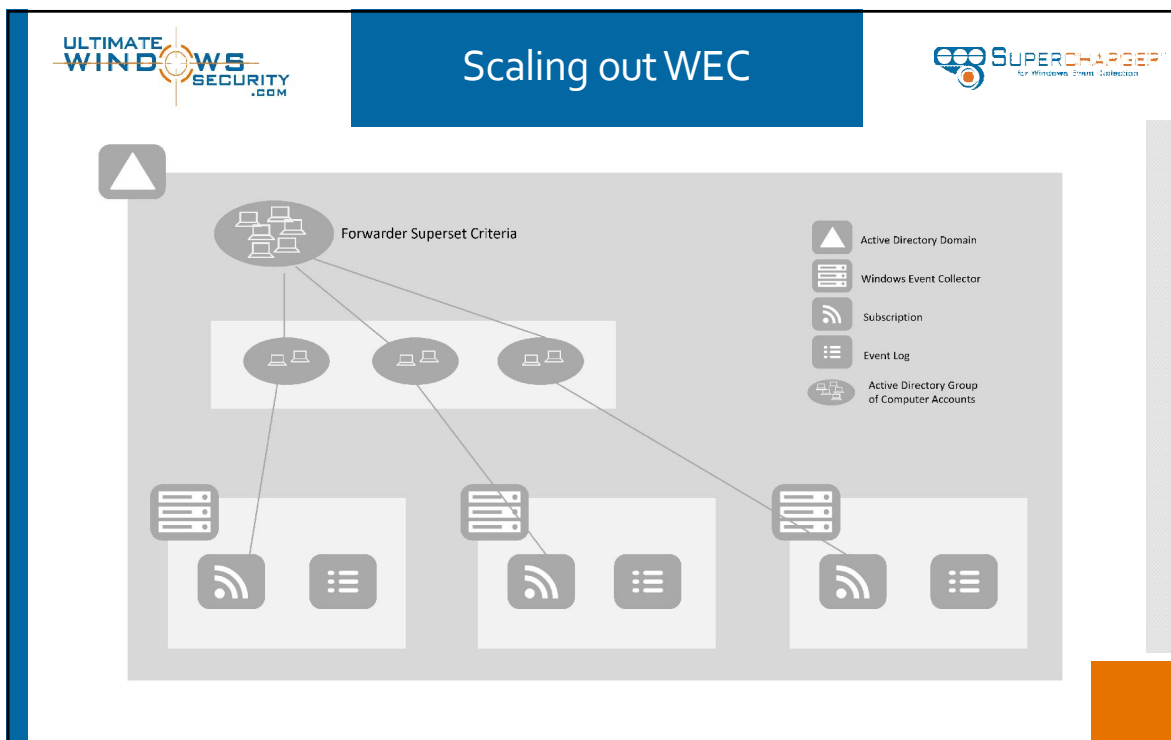 ULTIMATE
WINDOWS
SECURITY
.COM
Scaling out WEC
SUPERCHARGER
for Windows Event Collection
Forwarder Superset Criteria
Active Directory Domain
Windows Event Collector
Subscription
Event Log
Active Directory Group
of Computer Accounts